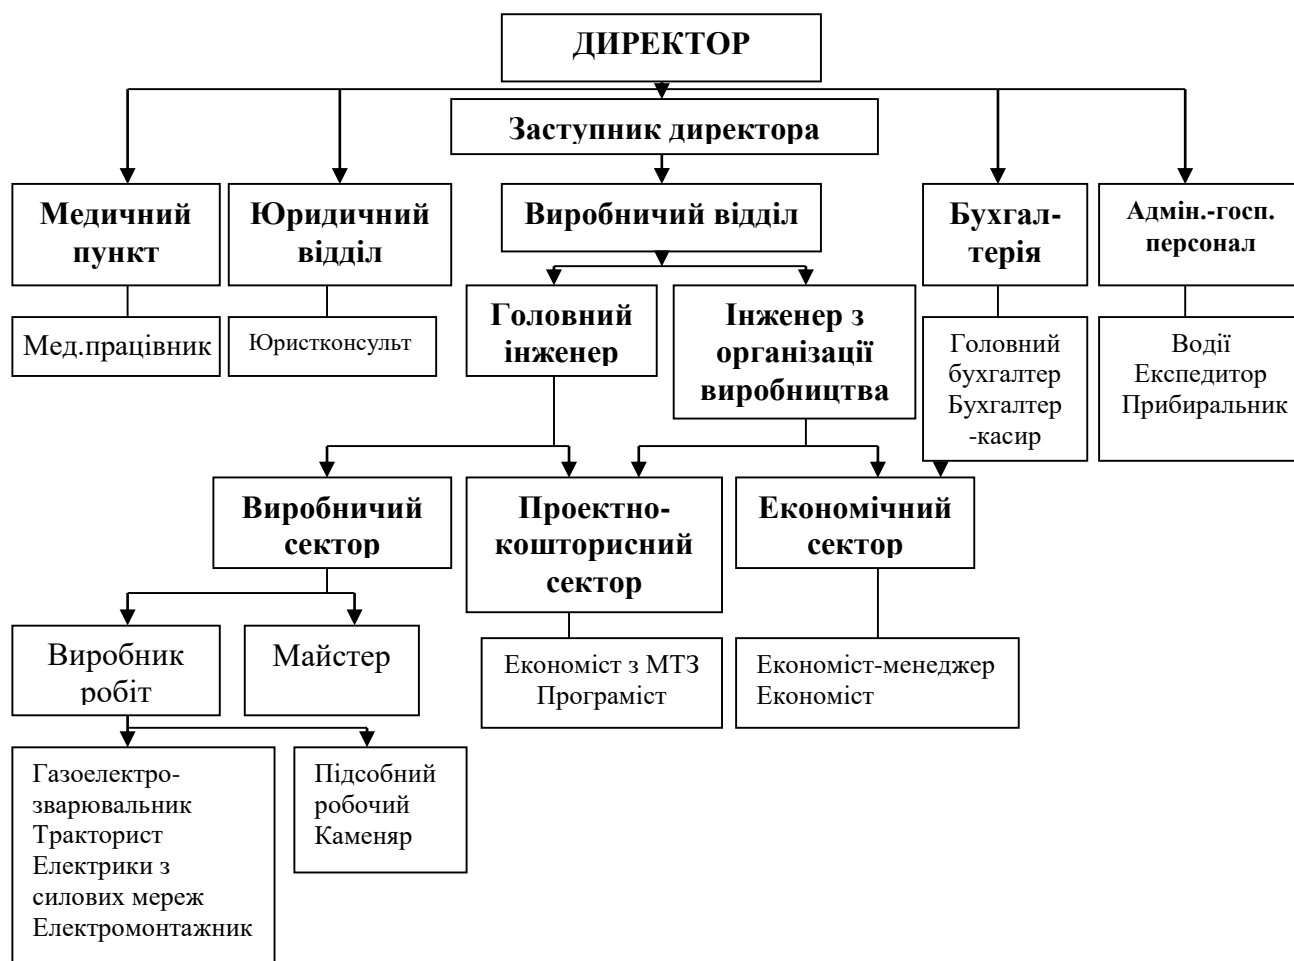 ДИРЕКТОР
Заступник директора
Медичний
пункт
Юридичний
відділ
Виробничий відділ
Бухгал-
терія
Адмін.-госп.
персонал
Мед.працівник
Юристконсульт
Головний
інженер
Інженер з
організації
виробництва
Головний
бухгалтер
Бухгалтер
-касир
Водії
Експедитор
Прибиральник
Виробничий
сектор
Проектно-
кошторисний
сектор
Економічний
сектор
Виробник
робіт
Майстер
Економіст з МТЗ
Програміст
Економіст-менеджер
Економіст
Газоелектро-
зварювальник
Тракторист
Електрики з
силових мереж
Електромонтажник
Підсобний
робочий
Каменяр